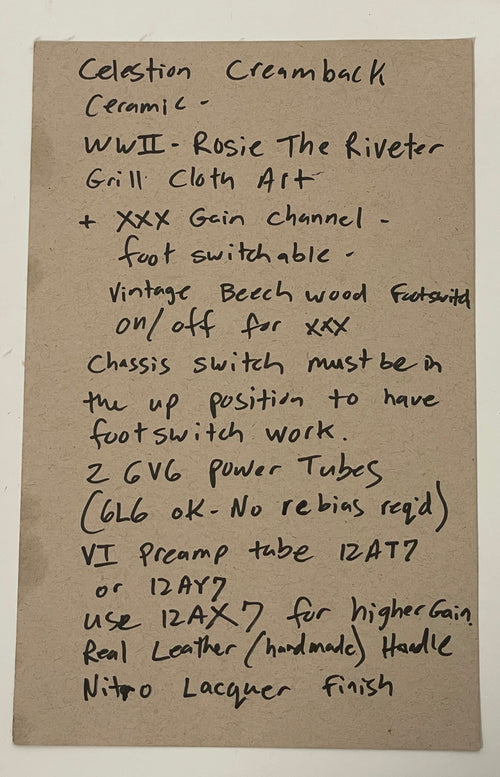 Celestion Creamback
Ceramic -
WWII - Rosie The Riveter
Grill Cloth Art
+ XXX Gain channel -
foot switchable -
Vintage Beechwood Footswitch
on/off for XXX
Chassis switch must be in
the up position to have
footswitch work.
2 6V6 power Tubes
(6L6 OK - No rebias req'd)
V1 Preamp tube 12AT7
or 12AY7
use 12AX7 for higher Gain.
Real Leather (handmade) Handle
Nitro Lacquer Finish